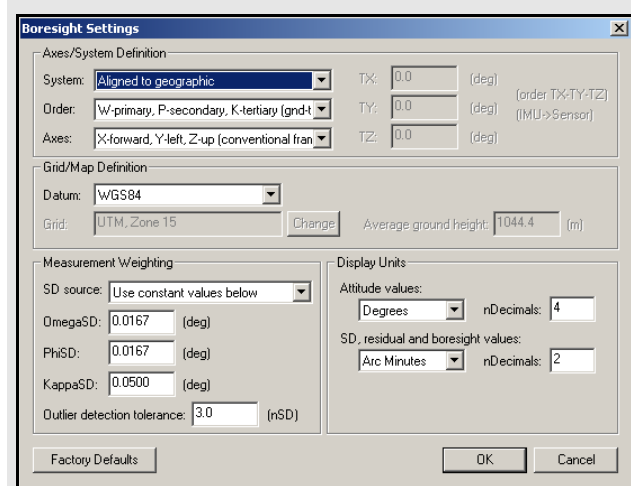 Boresight Settings
Axes/System Definition
System: Aligned to geographic
TX: 0.0 (deg)
Order: W-primary, P-secondary, K-tertiary (gnd-t
TY: 0.0 (deg)
(order TX-TY-TZ)
(IMU->Sensor)
Axes: X-forward, Y-left, Z-up (conventional fran
TZ: 0.0 (deg)
Grid/Map Definition
Datum: WGS84
Grid: UTM, Zone 15 Change Average ground height: 1044.4 (m)
Measurement Weighting
SD source: Use constant values below
OmegaSD: 0.0167 (deg)
PhiSD: 0.0167 (deg)
KappaSD: 0.0500 (deg)
Outlier detection tolerance: 3.0 (nSD)
Display Units
Attitude values:
Degrees nDecimals: 4
SD, residual and boresight values:
Arc Minutes nDecimals: 2
Factory Defaults OK Cancel